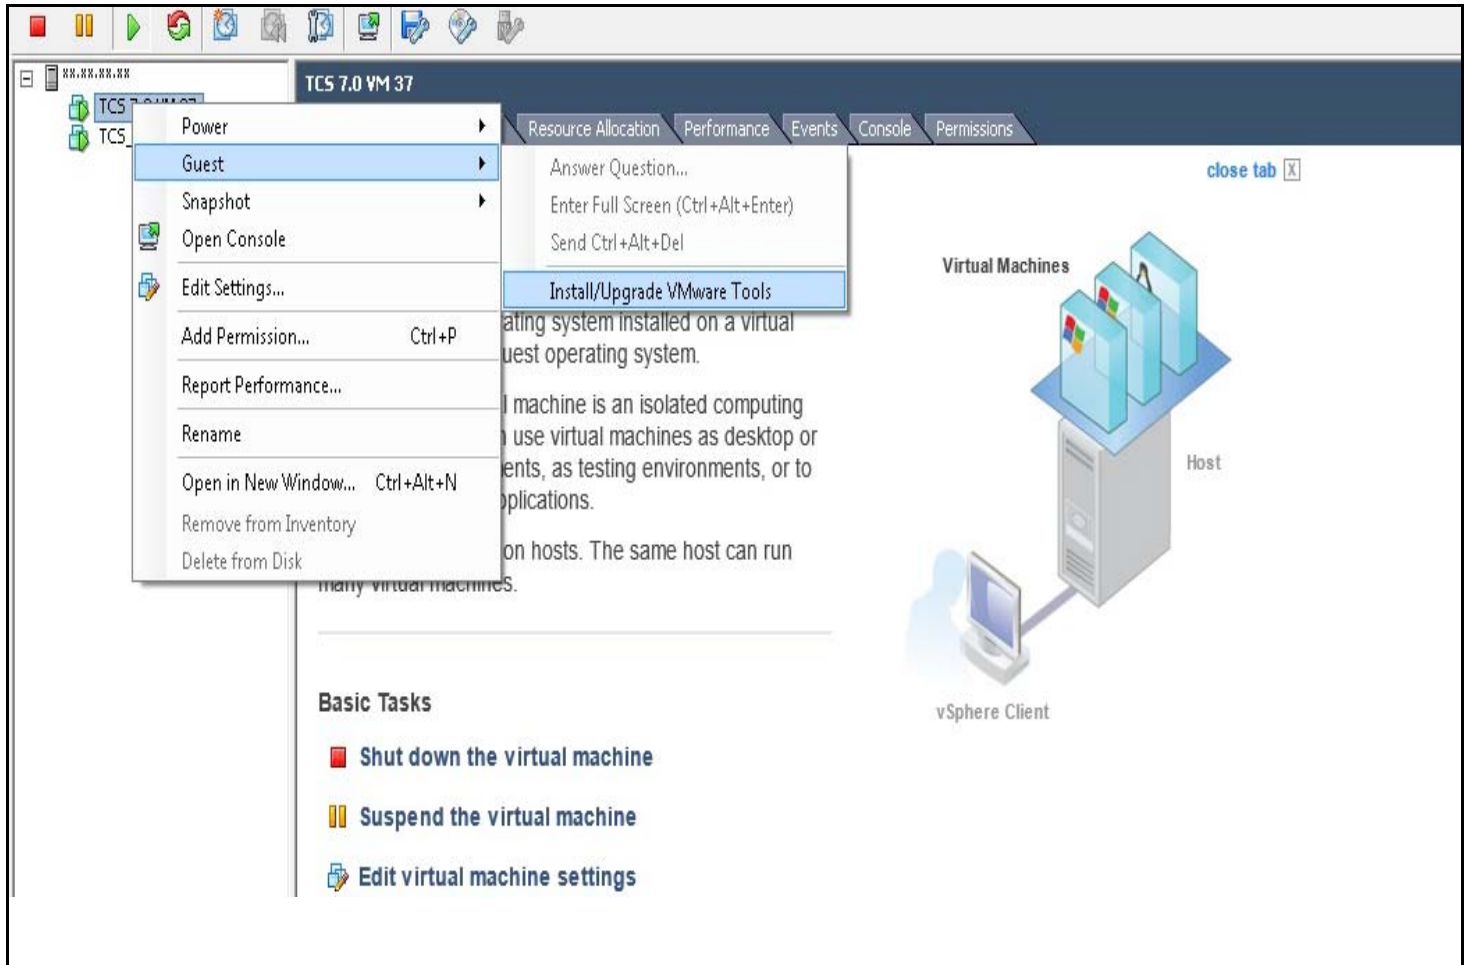 xx.xx.xx.xx
TCS
TCS_
TCS 7.0 VM 37
Resource Allocation Performance Events Console Permissions
close tab X
Power
Guest
Snapshot
Open Console
Edit Settings...
Add Permission... Ctrl+P
Report Performance...
Rename
Open in New Window... Ctrl+Alt+N
Remove from Inventory
Delete from Disk
Answer Question...
Enter Full Screen (Ctrl+Alt+Enter)
Send Ctrl+Alt+Del
Install/Upgrade VMware Tools
ating system installed on a virtual
uest operating system.
l machine is an isolated computing
use virtual machines as desktop or
ents, as testing environments, or to
plications.
on hosts. The same host can run
many virtual machines.
Virtual Machines
Host
vSphere Client
Basic Tasks
Shut down the virtual machine
Suspend the virtual machine
Edit virtual machine settings